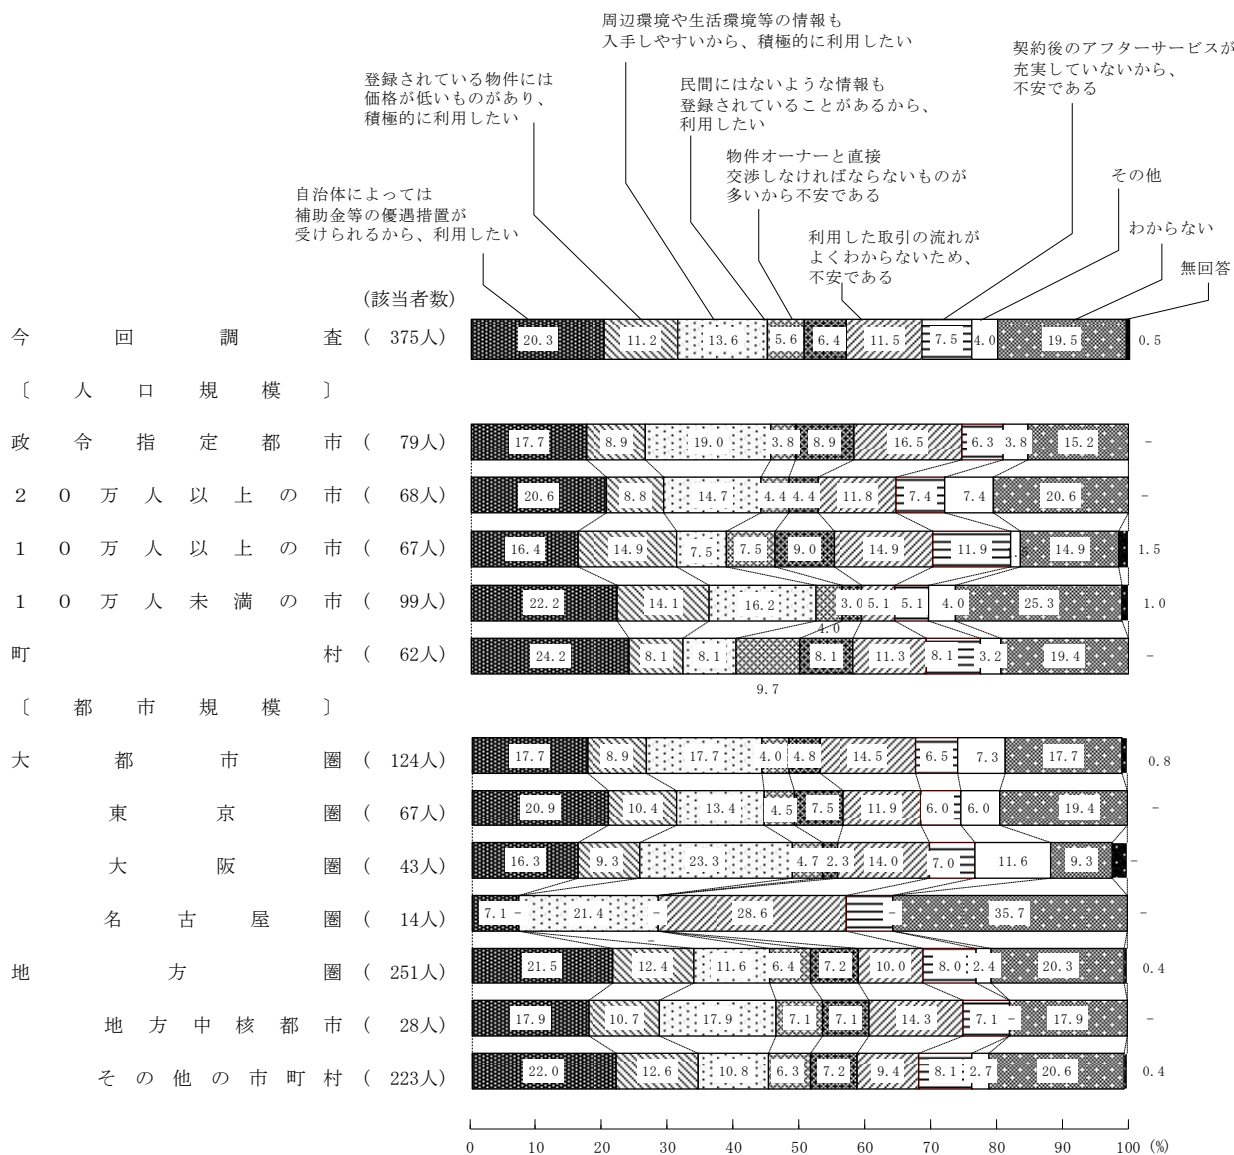 周辺環境や生活環境等の情報も
入手しやすいから、積極的に利用したい
契約後のアフターサービスが
充実していないから、
不安である
登録されている物件には
価格が低いものがあり、
積極的に利用したい
民間にはないような情報も
登録されていることがあるから、
利用したい
物件オーナーと直接
交渉しなければならないものが
多いから不安である
その他
自治体によっては
補助金等の優遇措置が
受けられるから、利用したい
利用した取引の流れが
よくわからないため、
不安である
わからない
無回答
(該当者数)
今回調査 ( 375人) 20.3 11.2 13.6 5.6 6.4 11.5 7.5 4.0 19.5 0.5
〔人口規模〕
政令指定都市 ( 79人) 17.7 8.9 19.0 3.8 8.9 16.5 6.3 3.8 15.2 -
20万人以上の市 ( 68人) 20.6 8.8 14.7 4.4 4.4 11.8 7.4 7.4 20.6 -
10万人以上の市 ( 67人) 16.4 14.9 7.5 7.5 9.0 14.9 11.9 14.9 1.5
10万人未満の市 ( 99人) 22.2 14.1 16.2 3.0 5.1 5.1 4.0 25.3 1.0
4.0
町村 ( 62人) 24.2 8.1 8.1 8.1 11.3 8.1 3.2 19.4 -
9.7
〔都市規模〕
大都市圏 ( 124人) 17.7 8.9 17.7 4.0 4.8 14.5 6.5 7.3 17.7 0.8
東京圏 ( 67人) 20.9 10.4 13.4 4.5 7.5 11.9 6.0 6.0 19.4 -
大阪圏 ( 43人) 16.3 9.3 23.3 4.7 2.3 14.0 7.0 11.6 9.3 -
名古屋圏 ( 14人) 7.1 - 21.4 - 28.6 - 35.7 -
-
地方圏 ( 251人) 21.5 12.4 11.6 6.4 7.2 10.0 8.0 2.4 20.3 0.4
地方中核都市 ( 28人) 17.9 10.7 17.9 7.1 7.1 14.3 7.1 - 17.9 -
その他の市町村 ( 223人) 22.0 12.6 10.8 6.3 7.2 9.4 8.1 2.7 20.6 0.4
0 10 20 30 40 50 60 70 80 90 100 (%)